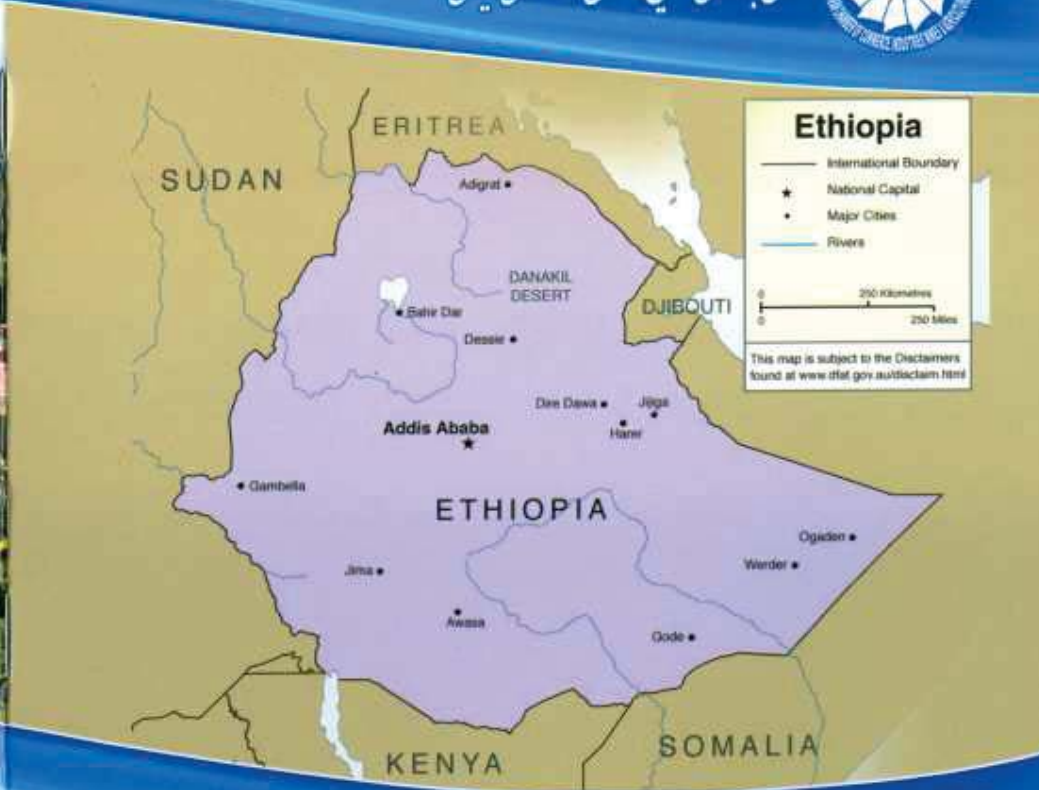 ERITREA
SUDAN
Adigrat
DANAKIL
DESERT
DJIBOUTI
Bahir Dar
Dessie
Dire Dawa
Jijiga
Harer
Addis Ababa
Gambella
ETHIOPIA
Ogaden
Werder
Jima
Awasa
Gode
KENYA
SOMALIA
Ethiopia
International Boundary
National Capital
Major Cities
Rivers
0 250 Kilometres
0 250 Miles
This map is subject to the Disclaimers
found at www.dfat.gov.au/disclaim.html